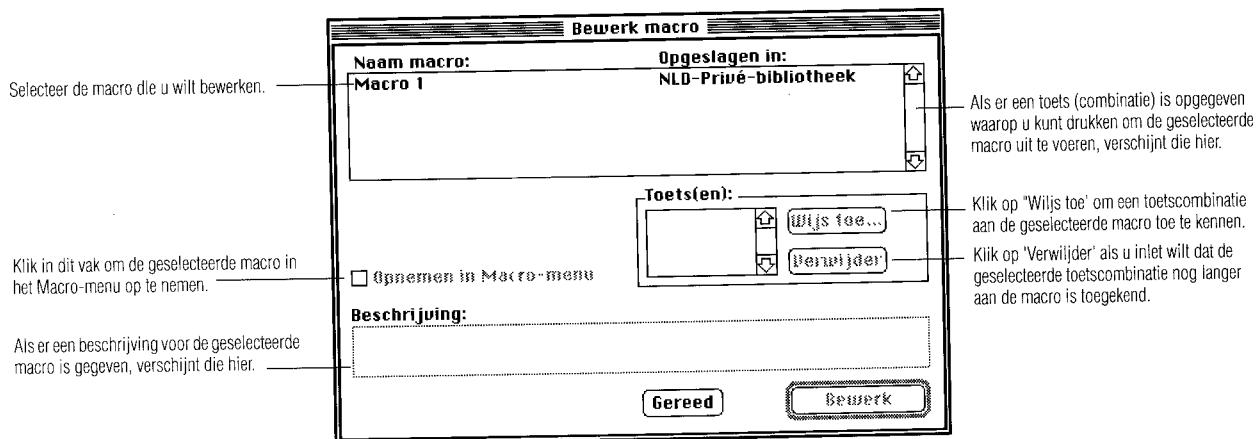 Bewerk macro
Naam macro: Opgeslagen in:
Macro 1 NLD-Privé-bibliotheek
Selecteer de macro dle u wilt bewerken.
Als er een toets (combinatie) is opgegeven
waarop u kunt drukken om de geselecteerde
macro uit te voeren, verschijnt die hier.
Toets(en):
Wijs toe...
Verwijder
Klik op "Wiljs toe' om een toetscombinatie
aan de geselecteerde macro toe te kennen.
Klik op 'Verwilder' als u inlet wilt dat de
geselecteerde toetscombinatie nog langer
aan de macro is toegekend.
Klik in dit vak om de geselecteerde macro in
het Macro-menu op te nemen.
Opnemen in Macro-menu
Beschrijving:
Als er een beschrijving voor de geselecteerde
macro is gegeven, verschijnt die hier.
Gereed
Bewerk